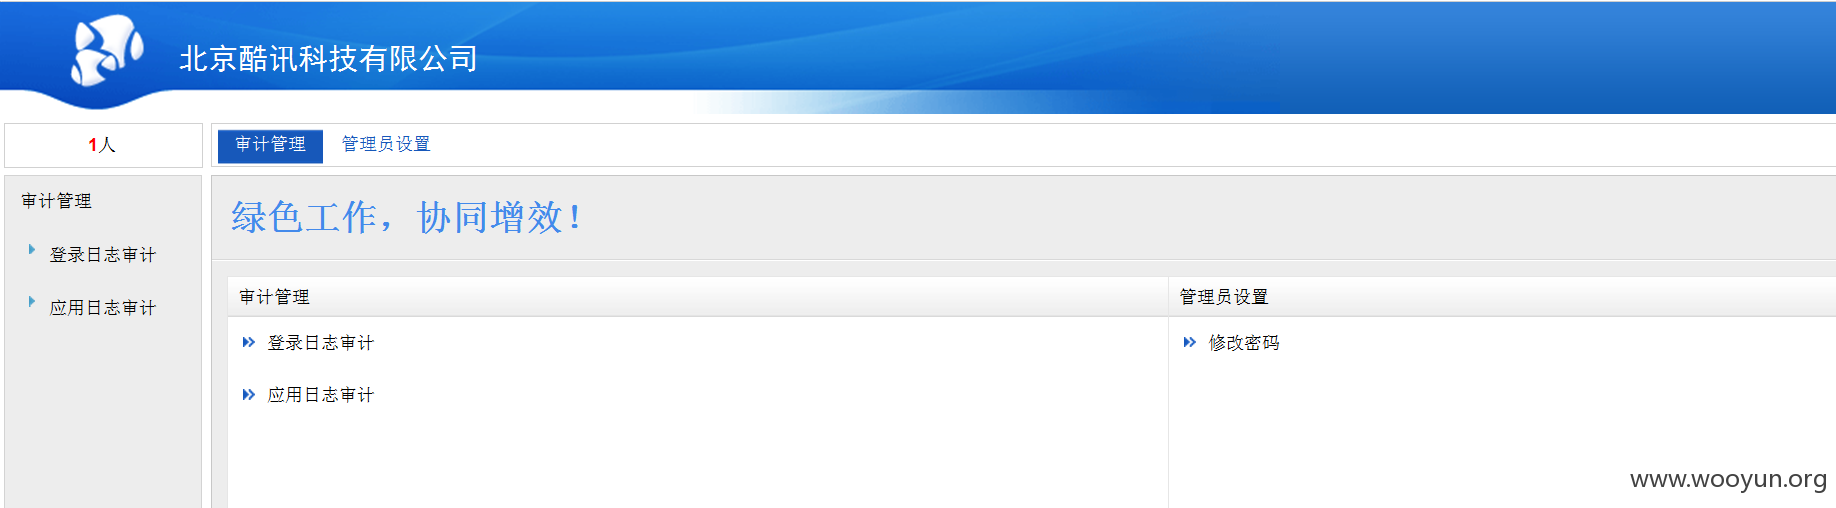 北京酷讯科技有限公司
1人
审计管理 管理员设置
审计管理
登录日志审计
应用日志审计
绿色工作，协同增效！
审计管理 管理员设置
登录日志审计 修改密码
应用日志审计
www.wooyun.org